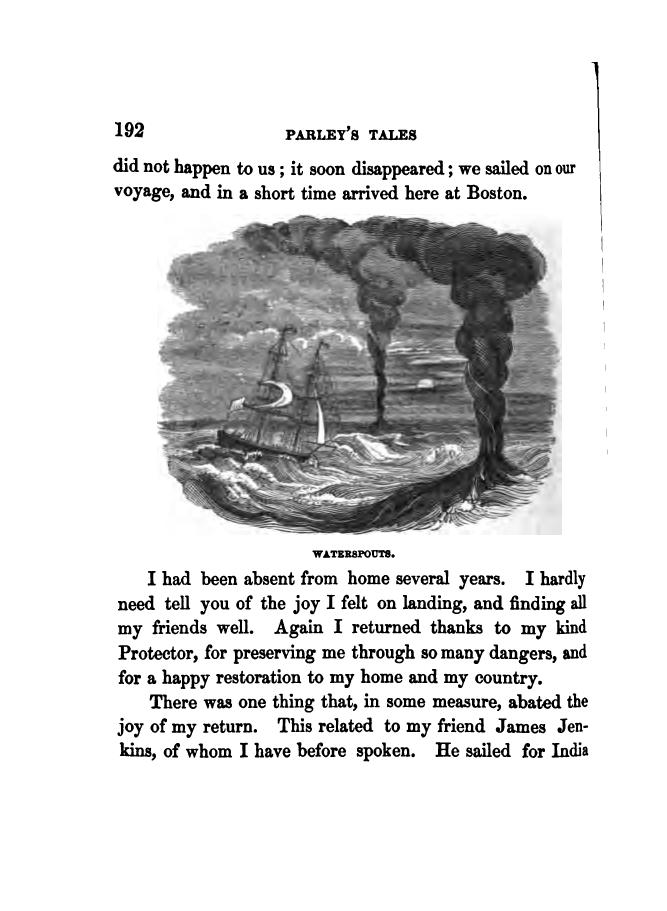 192
PARLEY'S TALES
did not happen to us ; it soon disappeared ; we sailed on our
voyage, and in a short time arrived here at Boston.
WATERSPOUTS.
I had been absent from home several years. I hardly
need tell you of the joy I felt on landing, and finding all
my friends well. Again I returned thanks to my kind
Protector, for preserving me through so many dangers, and
for a happy restoration to my home and my country.
There was one thing that, in some measure, abated the
joy of my return. This related to my friend James Jen-
kins, of whom I have before spoken. He sailed for India